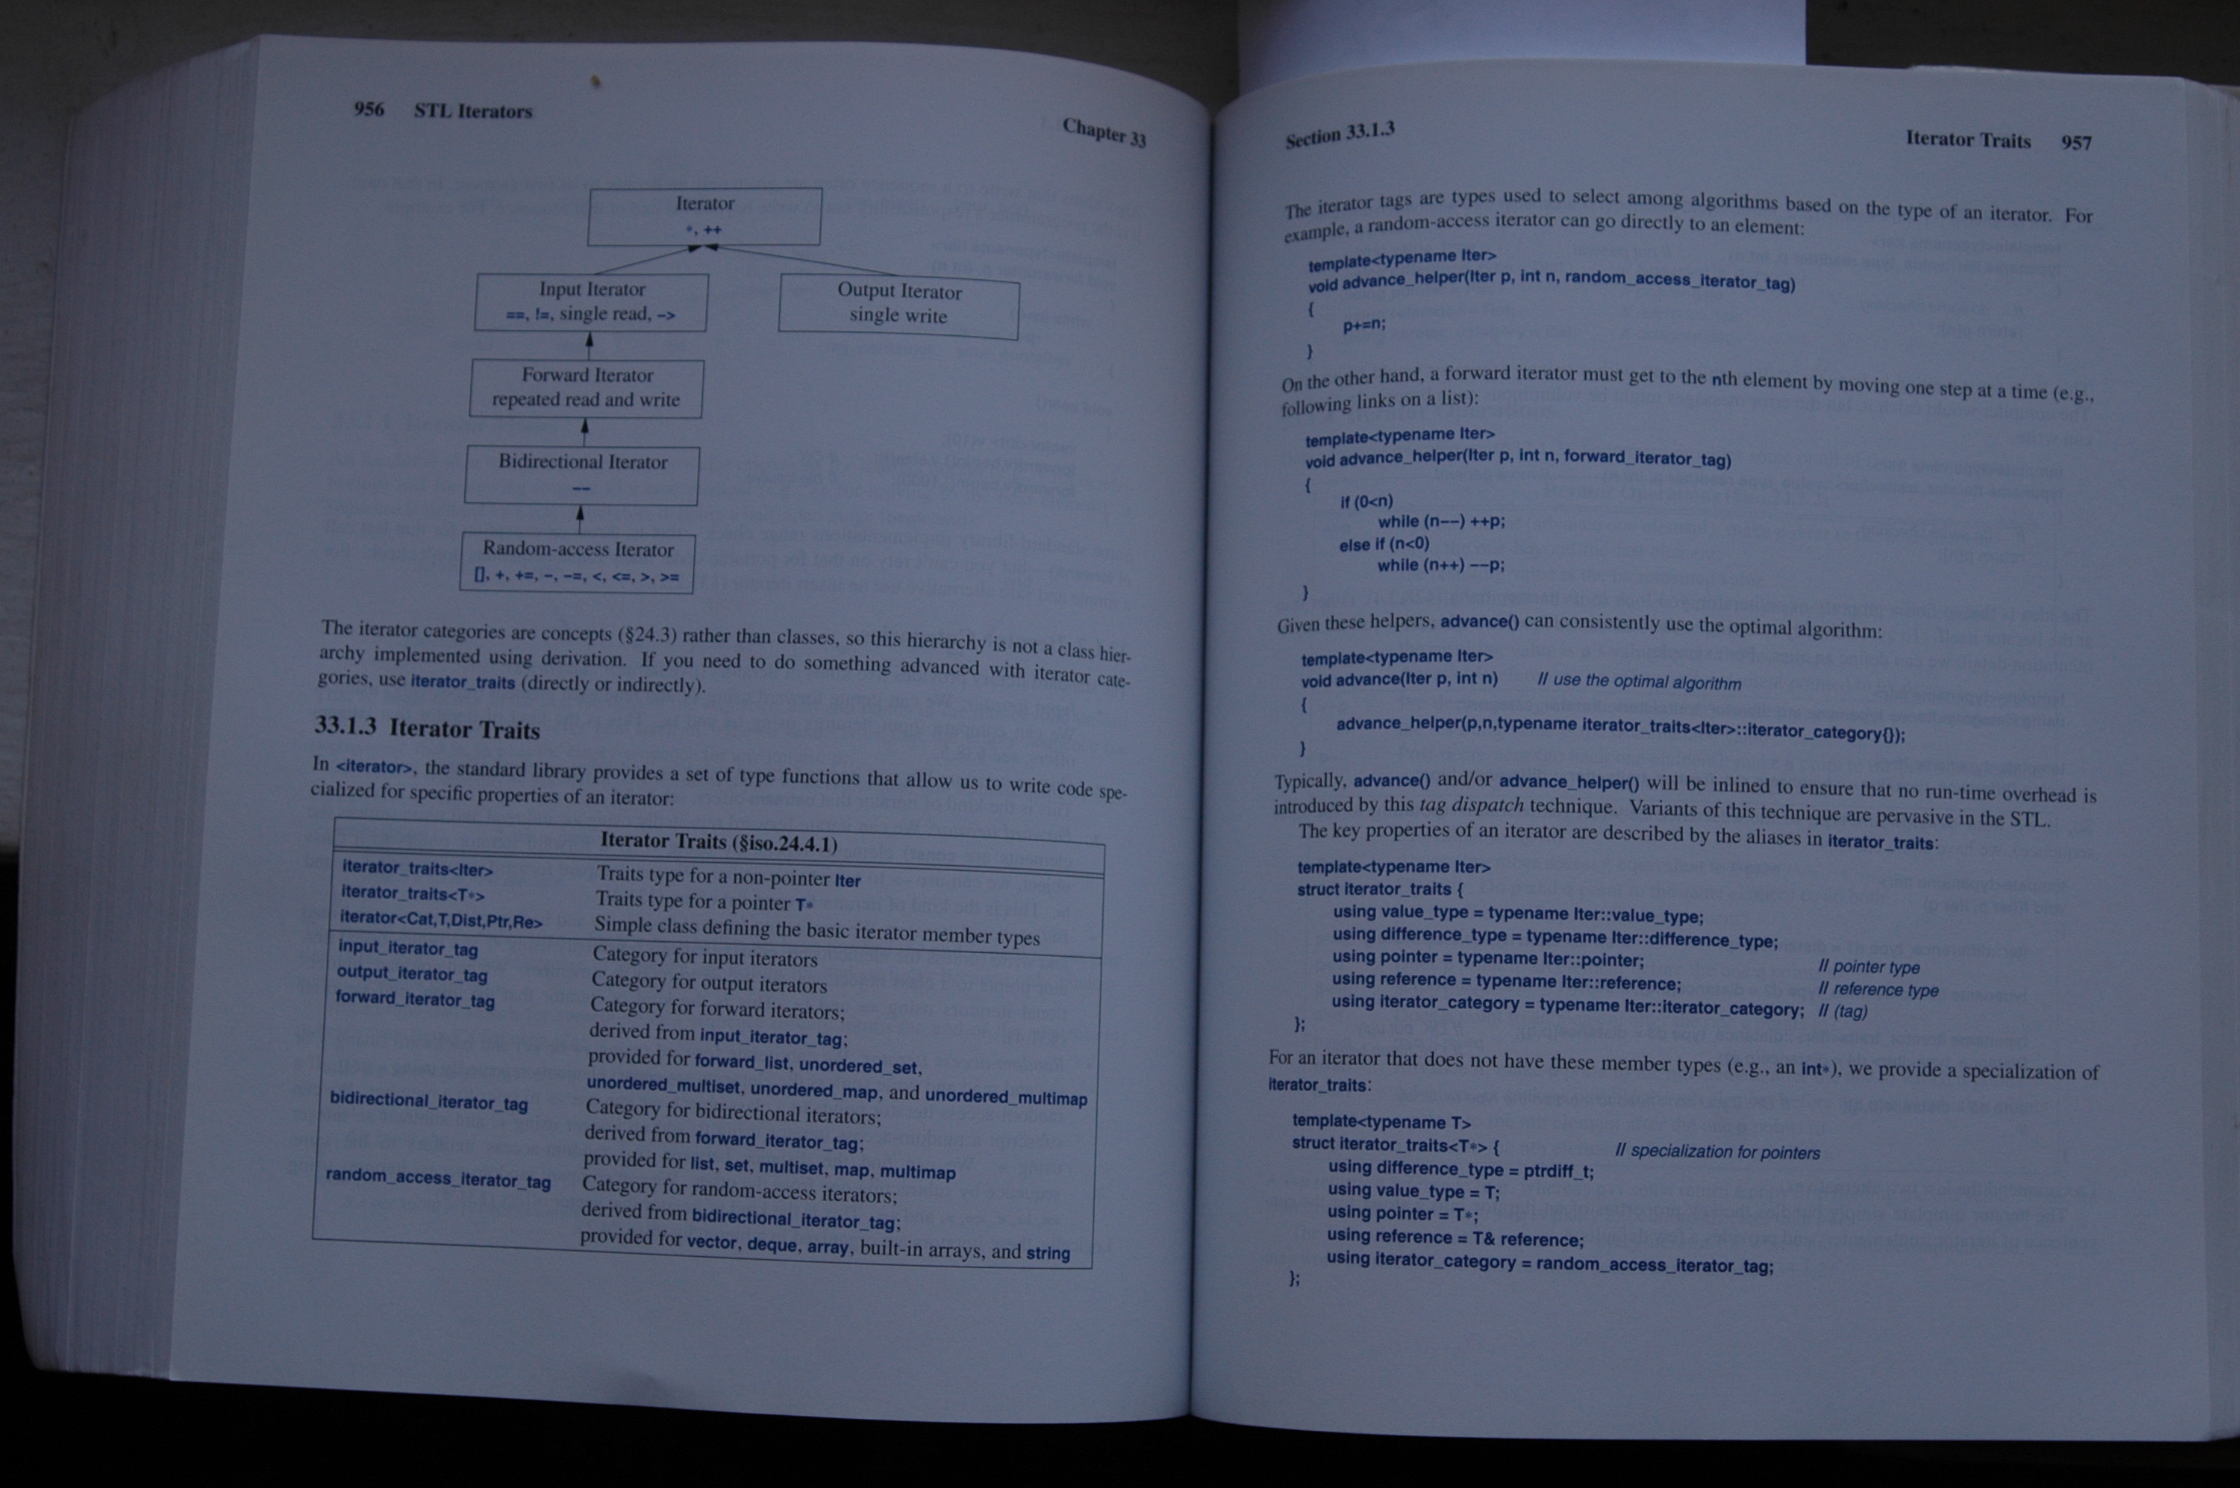 956 STL Iterators Chapter 33
Iterator
*, ++
Input Iterator
==, !=, single read, ->
Output Iterator
single write
Forward Iterator
repeated read and write
Bidirectional Iterator
--
Random-access Iterator
[], +, +=, -, -=, <, <=, >, >=
The iterator categories are concepts (§24.3) rather than classes, so this hierarchy is not a class hier-
archy implemented using derivation. If you need to do something advanced with iterator cate-
gories, use iterator_traits (directly or indirectly).
33.1.3 Iterator Traits
In <iterator>, the standard library provides a set of type functions that allow us to write code spe-
cialized for specific properties of an iterator:
Iterator Traits (§iso.24.4.1)
iterator_traits<Iter> Traits type for a non-pointer Iter
iterator_traits<T*> Traits type for a pointer T*
iterator<Cat,T,Dist,Ptr,Re> Simple class defining the basic iterator member types
input_iterator_tag Category for input iterators
output_iterator_tag Category for output iterators
forward_iterator_tag Category for forward iterators;
derived from input_iterator_tag;
provided for forward_list, unordered_set,
unordered_multiset, unordered_map, and unordered_multimap
bidirectional_iterator_tag Category for bidirectional iterators;
derived from forward_iterator_tag;
provided for list, set, multiset, map, multimap
random_access_iterator_tag Category for random-access iterators;
derived from bidirectional_iterator_tag;
provided for vector, deque, array, built-in arrays, and string
Section 33.1.3 Iterator Traits 957
The iterator tags are types used to select among algorithms based on the type of an iterator. For
example, a random-access iterator can go directly to an element:
template<typename Iter>
void advance_helper(Iter p, int n, random_access_iterator_tag)
{
p+=n;
}
On the other hand, a forward iterator must get to the nth element by moving one step at a time (e.g.,
following links on a list):
template<typename Iter>
void advance_helper(Iter p, int n, forward_iterator_tag)
{
if (0<n)
while (n--) ++p;
else if (n<0)
while (n++) --p;
}
Given these helpers, advance() can consistently use the optimal algorithm:
template<typename Iter>
void advance(Iter p, int n) // use the optimal algorithm
{
advance_helper(p,n,typename iterator_traits<Iter>::iterator_category{});
}
Typically, advance() and/or advance_helper() will be inlined to ensure that no run-time overhead is
introduced by this tag dispatch technique. Variants of this technique are pervasive in the STL.
The key properties of an iterator are described by the aliases in iterator_traits:
template<typename Iter>
struct iterator_traits {
using value_type = typename Iter::value_type;
using difference_type = typename Iter::difference_type;
using pointer = typename Iter::pointer; // pointer type
using reference = typename Iter::reference; // reference type
using iterator_category = typename Iter::iterator_category; // (tag)
};
For an iterator that does not have these member types (e.g., an int*), we provide a specialization of
iterator_traits:
template<typename T>
struct iterator_traits<T*> { // specialization for pointers
using difference_type = ptrdiff_t;
using value_type = T;
using pointer = T*;
using reference = T& reference;
using iterator_category = random_access_iterator_tag;
};